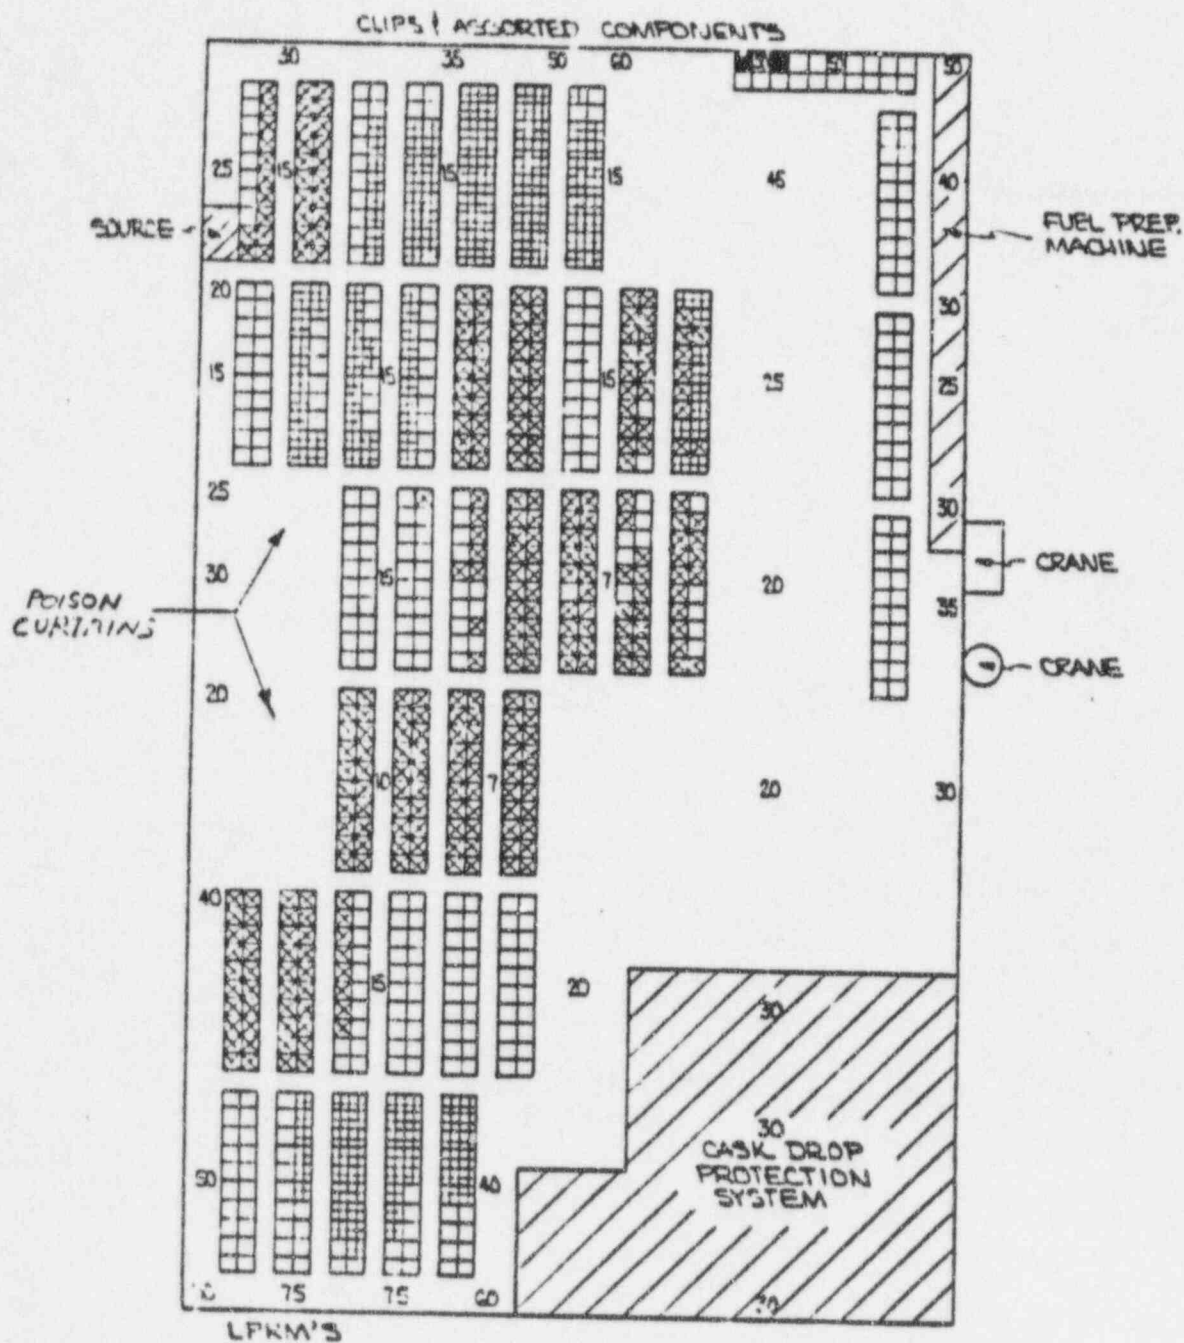 CLIPS & ASSORTED COMPONENTS
30 35 50 60
25 15 15 15 45 40
SOURCE
FUEL PREP.
MACHINE
20 30
15 15 15 25 25
25 30
30 15 7 20
CRANE
POISON
CURTAINS
35
20
CRANE
10 7 20 30
40
15 20
30
30
CASK DROP
PROTECTION
SYSTEM
50 40
75 75 60
LPRM'S